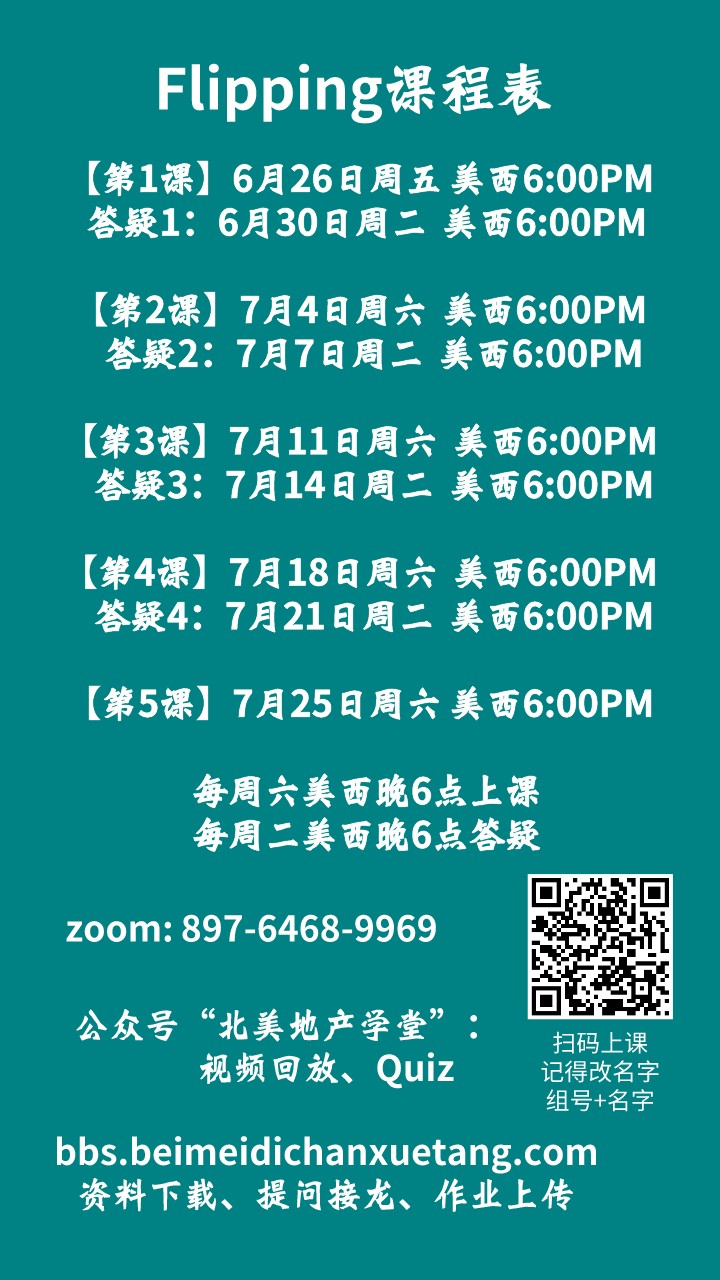 Flipping课程表
【第1课】6月26日周五 美西6:00PM
答疑1：6月30日周二 美西6:00PM
【第2课】7月4日周六 美西6:00PM
答疑2：7月7日周二 美西6:00PM
【第3课】7月11日周六 美西6:00PM
答疑3：7月14日周二 美西6:00PM
【第4课】7月18日周六 美西6:00PM
答疑4：7月21日周二 美西6:00PM
【第5课】7月25日周六 美西6:00PM
每周六美西晚6点上课
每周二美西晚6点答疑
zoom: 897-6468-9969
公众号“北美地产学堂”：
视频回放、Quiz
扫码上课
记得改名字
组号+名字
bbs.beimeidichanxuetang.com
资料下载、提问接龙、作业上传